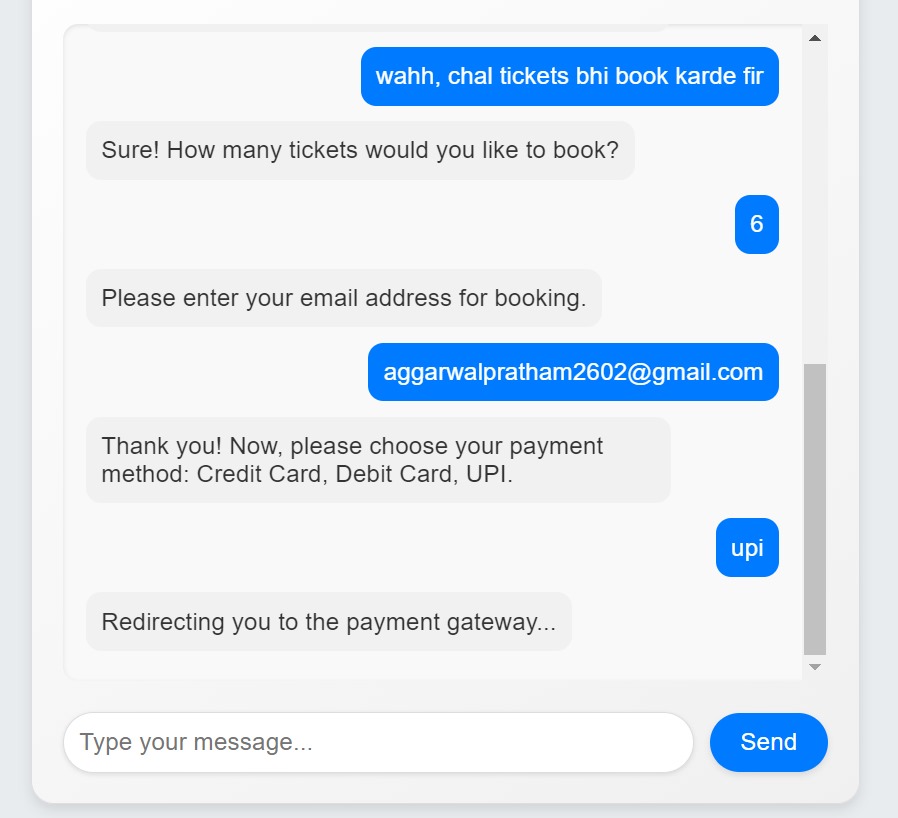 wahh, chal tickets bhi book karde fir
Sure! How many tickets would you like to book?
6
Please enter your email address for booking.
aggarwalpratham2602@gmail.com
Thank you! Now, please choose your payment
method: Credit Card, Debit Card, UPI.
upi
Redirecting you to the payment gateway...
Type your message...
Send